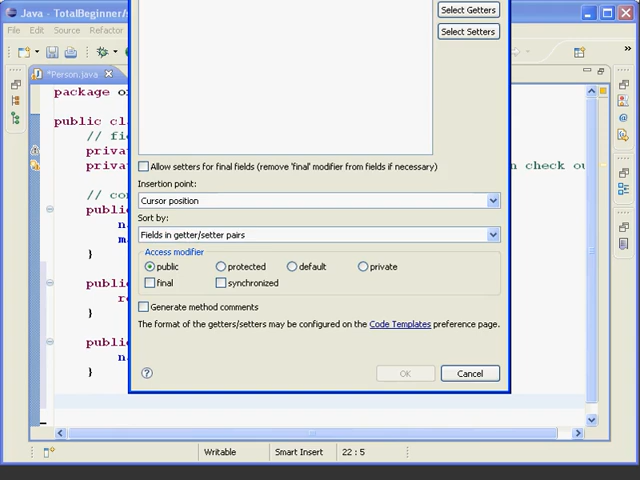 Java - TotalBeginner/s
File Edit Source Refactor
Select Getters
Select Setters
*Person.java
package o
public cl
// fi
privat
privat n check ou
Allow setters for final fields (remove 'final' modifier from fields if necessary)
Insertion point:
// co
Cursor position
publi
Sort by:
n
Fields in getter/setter pairs
m
}
Access modifier
public protected default private
publi
final synchronized
re
Generate method comments
}
The format of the getters/setters may be configured on the Code Templates preference page.
publi
n
}
OK Cancel
Writable Smart Insert 22 : 5